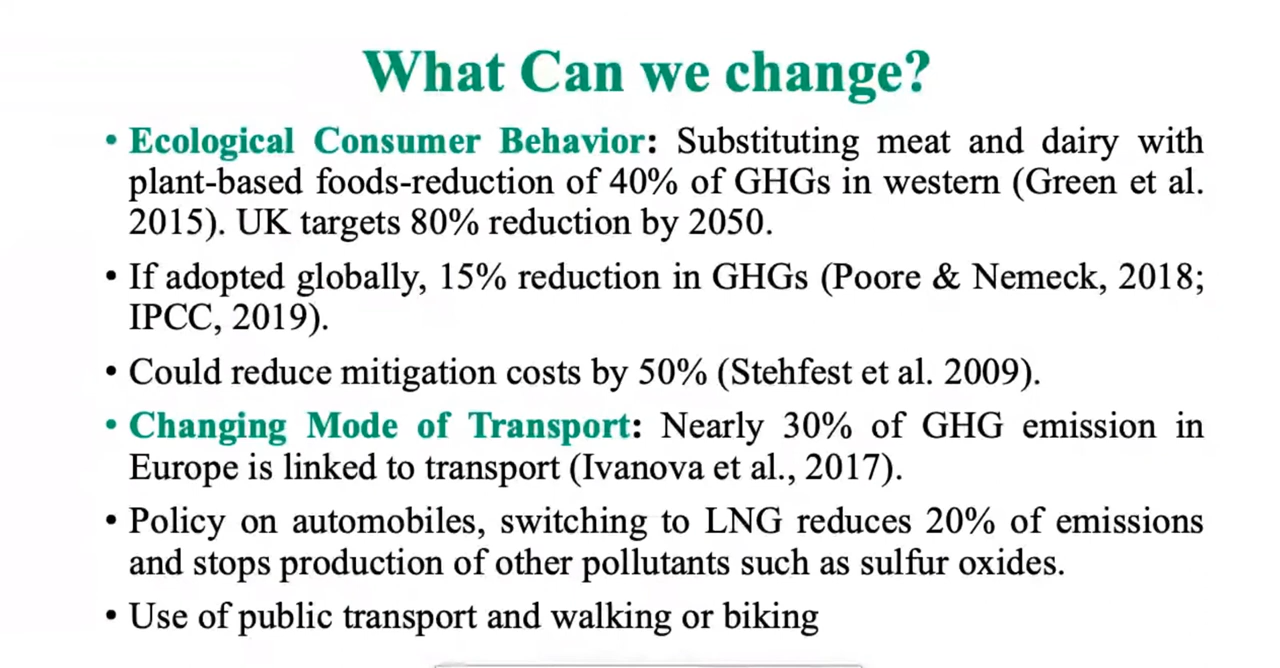 What Can we change?
• Ecological Consumer Behavior: Substituting meat and dairy with
plant-based foods-reduction of 40% of GHGs in western (Green et al.
2015). UK targets 80% reduction by 2050.
• If adopted globally, 15% reduction in GHGs (Poore & Nemeck, 2018;
IPCC, 2019).
• Could reduce mitigation costs by 50% (Stehfest et al. 2009).
• Changing Mode of Transport: Nearly 30% of GHG emission in
Europe is linked to transport (Ivanova et al., 2017).
• Policy on automobiles, switching to LNG reduces 20% of emissions
and stops production of other pollutants such as sulfur oxides.
• Use of public transport and walking or biking